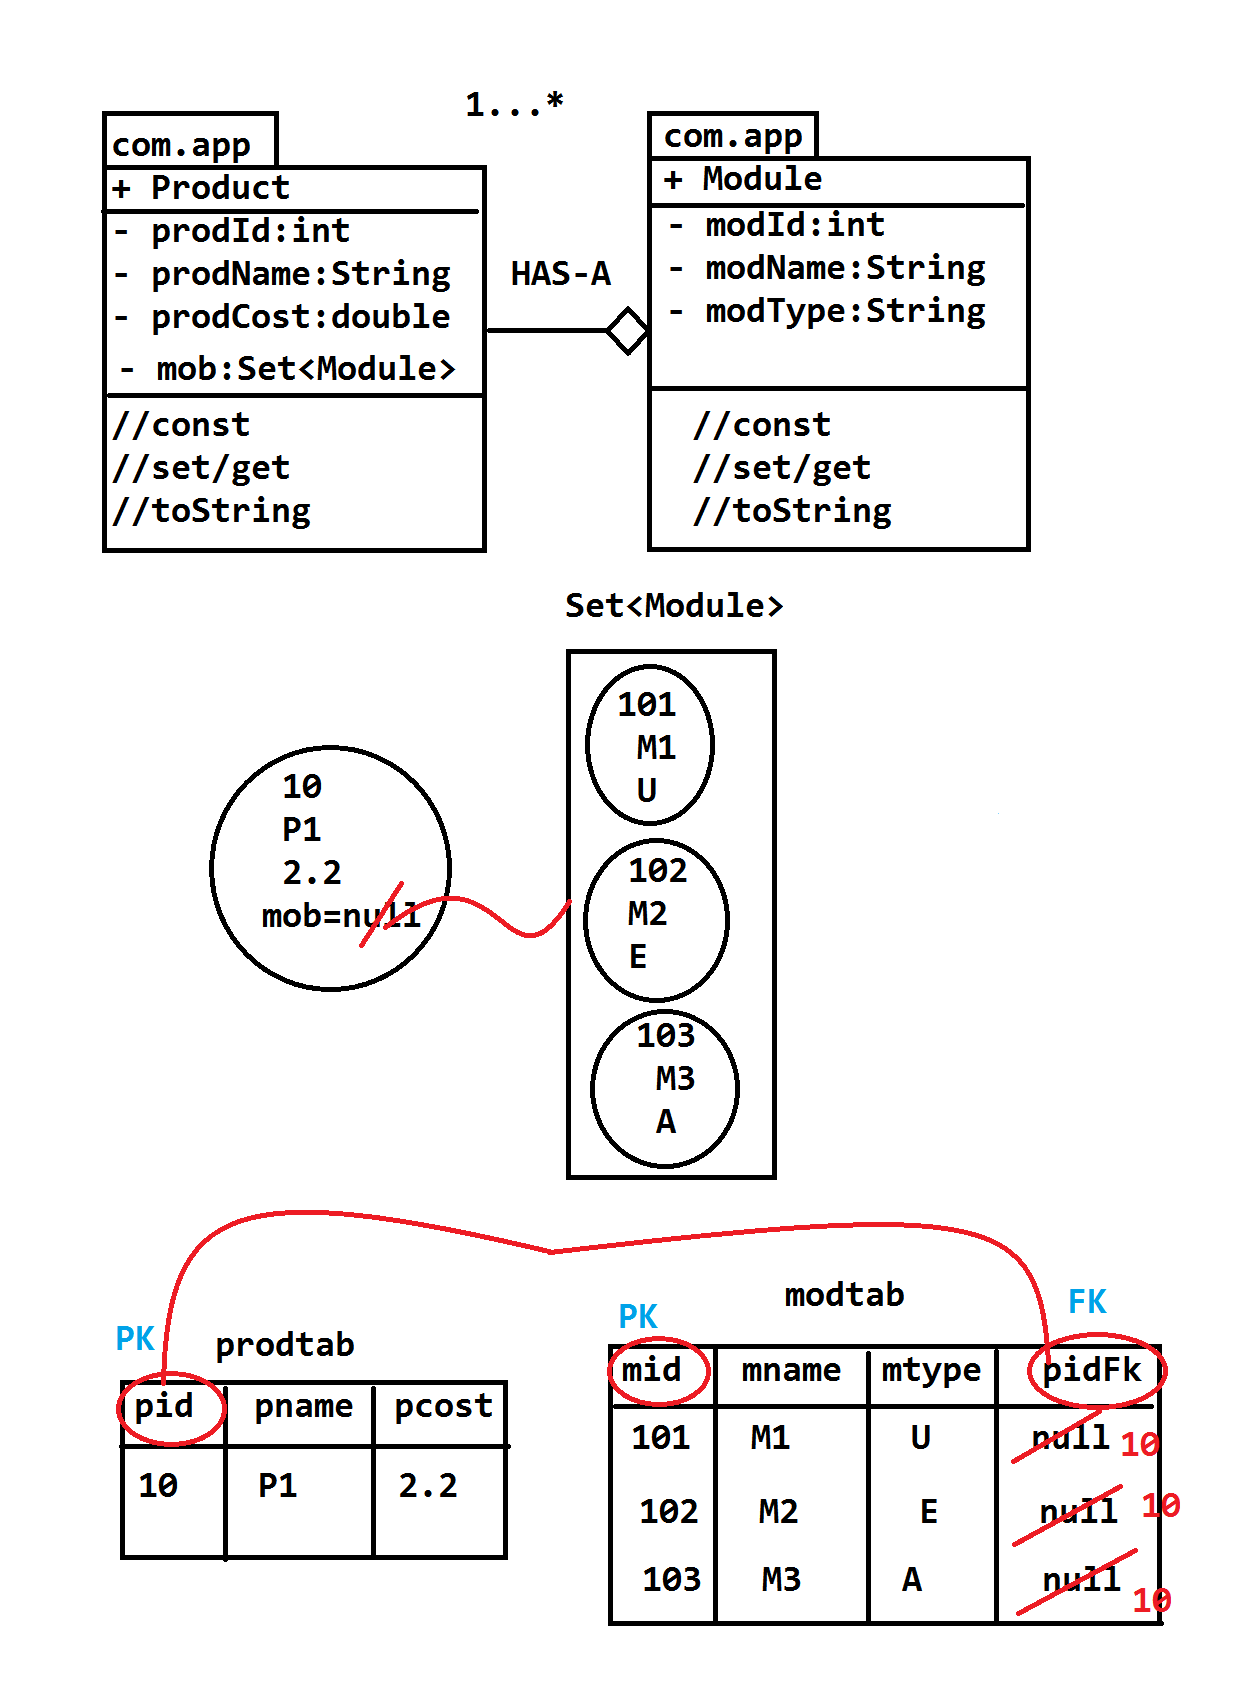 1...*
com.app
+ Product
- prodId:int
- prodName:String
- prodCost:double
- mob:Set<Module>
//const
//set/get
//toString
HAS-A
com.app
+ Module
- modId:int
- modName:String
- modType:String
//const
//set/get
//toString
Set<Module>
101
M1
U
102
M2
E
103
M3
A
10
P1
2.2
mob=null
PK
prodtab
pid pname pcost
10 P1 2.2
PK
modtab
FK
mid mname mtype pidFk
101 M1 U null 10
102 M2 E null 10
103 M3 A null 10